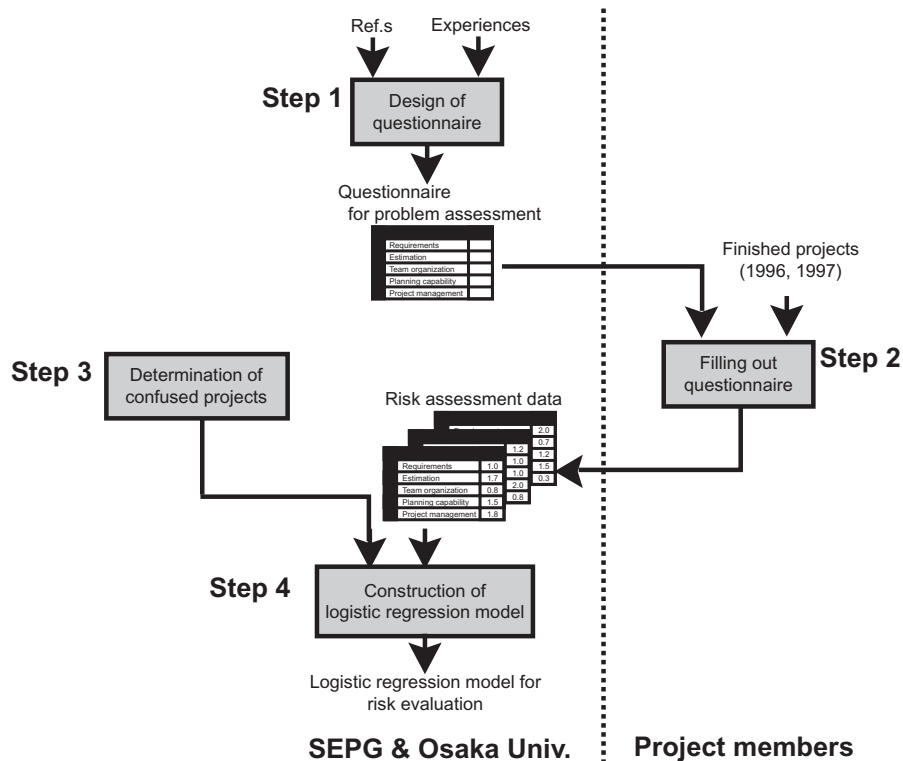 Ref.s
Experiences
Step 1
Design of
questionnaire
Questionnaire
for problem assessment
Requirements
Estimation
Team organization
Planning capability
Project management
Finished projects
(1996, 1997)
Step 2
Filling out
questionnaire
Step 3
Determination of
confused projects
Risk assessment data
2.0
0.7
1.2
1.5
0.3
1.2
1.0
1.0
2.0
0.8
Requirements 1.0
Estimation 1.7
Team organization 0.8
Planning capability 1.5
Project management 1.8
Step 4
Construction of
logistic regression model
Logistic regression model for
risk evaluation
SEPG & Osaka Univ.
Project members